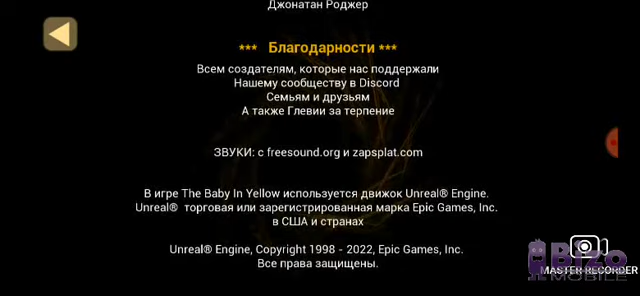 Джонатан Роджер
*** Благодарности ***
Всем создателям, которые нас поддержали
Нашему сообществу в Discord
Семьям и друзьям
А также Глевии за терпение
ЗВУКИ: с freesound.org и zapsplat.com
В игре The Baby In Yellow используется движок Unreal® Engine.
Unreal® торговая или зарегистрированная марка Epic Games, Inc.
в США и странах
Unreal® Engine, Copyright 1998 - 2022, Epic Games, Inc.
Все права защищены.
Bizo
MOBILE
MASTER RECORDER